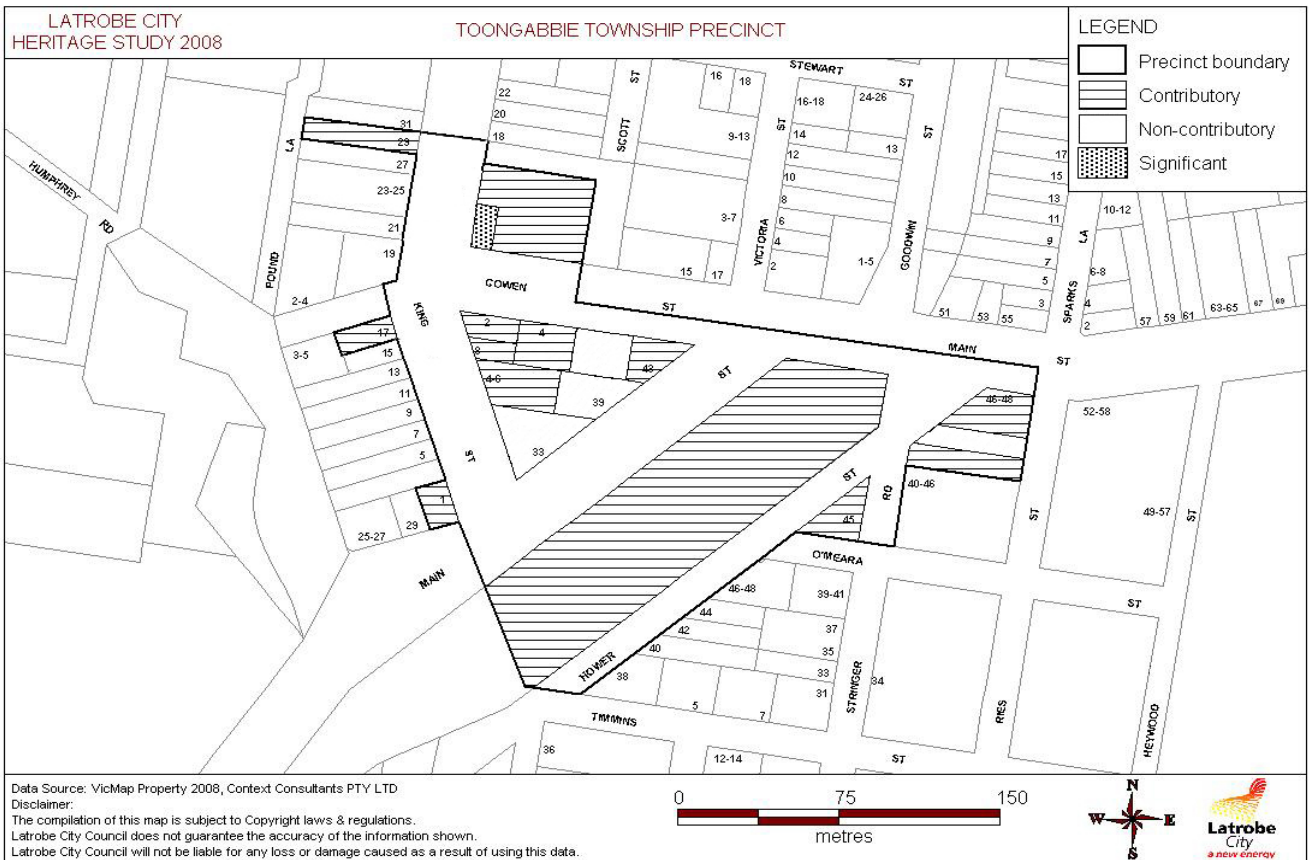 LATROBE CITY
HERITAGE STUDY 2008
TOONGABBIE TOWNSHIP PRECINCT
LEGEND
Precinct boundary
Contributory
Non-contributory
Significant
STEWART ST
16 18
16-18 24-26
22
20
18
SCOTT ST
9-13
14
12
10
8
6
4
2
13
ST
17
15
13
11
9
7
5
3
10-12
6-8
4
2
31
29
27
23-25
21
19
LA
POUND
2-4
HUMPHREY
RD
3-7
15 17
VICTORIA ST
1-5
GOODWIN ST
SPARKS LA
51 53 55
57 59 61 63-65 67 69
COWEN ST
KING ST
MAIN ST
17
3-5
15
13
11
9
7
5
1
25-27 29
MAIN ST
2 4
8
4-6
43
39
33
46-48
52-58
40-46
49-57
45
RD
ST
O'MEARA ST
46-48 39-41
44
42
40
38
37
35
33
31
5 7
34
HOWER ST
TIMMINS ST
STRINGER
RIES ST
HEYWOOD ST
36
12-14
Data Source: VicMap Property 2008, Context Consultants PTY LTD
Disclaimer:
The compilation of this map is subject to Copyright laws & regulations.
Latrobe City Council does not guarantee the accuracy of the information shown.
Latrobe City Council will not be liable for any loss or damage caused as a result of using this data.
0 75 150
metres
N
W E
S
Latrobe
City
a new energy